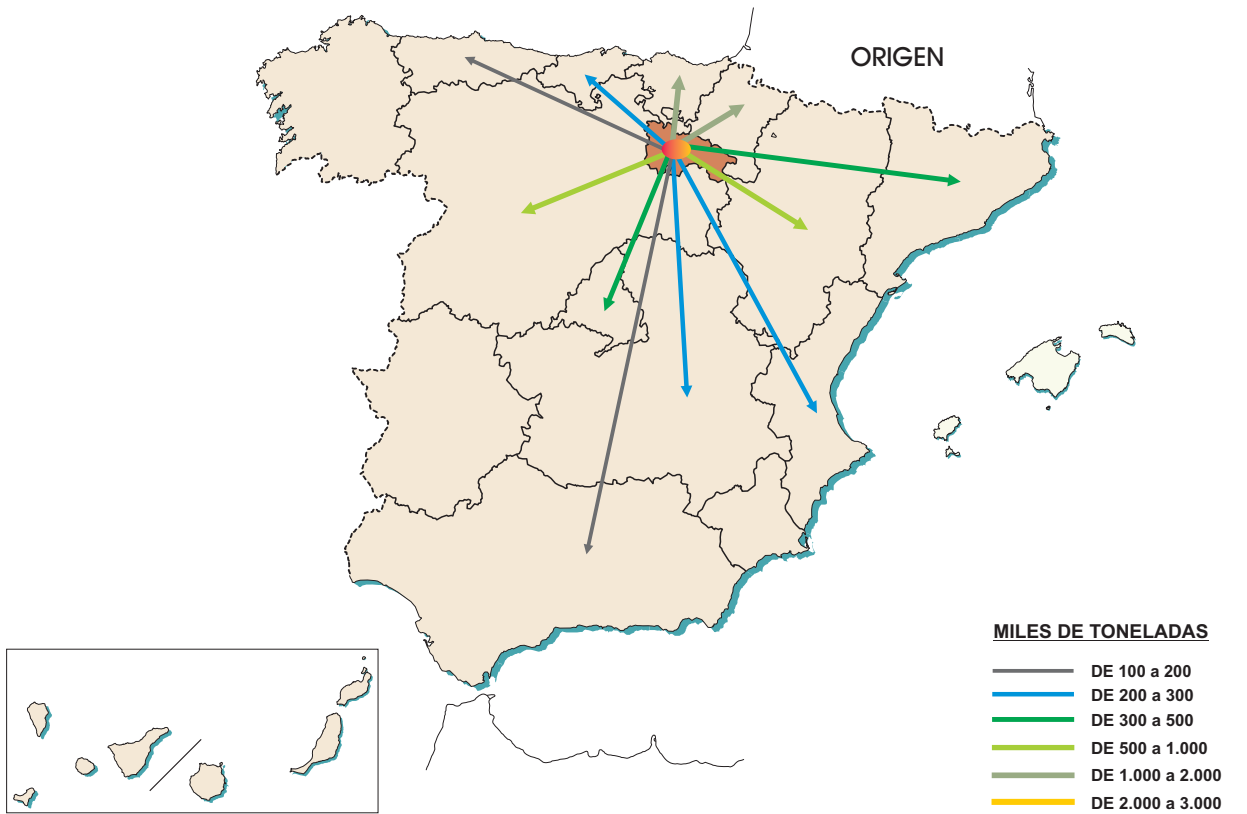 ORIGEN
MILES DE TONELADAS
DE 100 a 200
DE 200 a 300
DE 300 a 500
DE 500 a 1.000
DE 1.000 a 2.000
DE 2.000 a 3.000